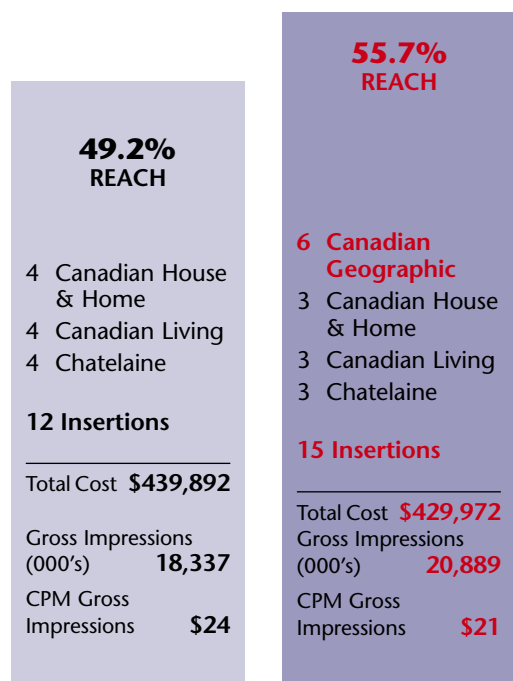 49.2%
REACH
4 Canadian House
& Home
4 Canadian Living
4 Chatelaine
12 Insertions
Total Cost $439,892
Gross Impressions
(000's) 18,337
CPM Gross
Impressions $24
55.7%
REACH
6 Canadian
Geographic
3 Canadian House
& Home
3 Canadian Living
3 Chatelaine
15 Insertions
Total Cost $429,972
Gross Impressions
(000's) 20,889
CPM Gross
Impressions $21